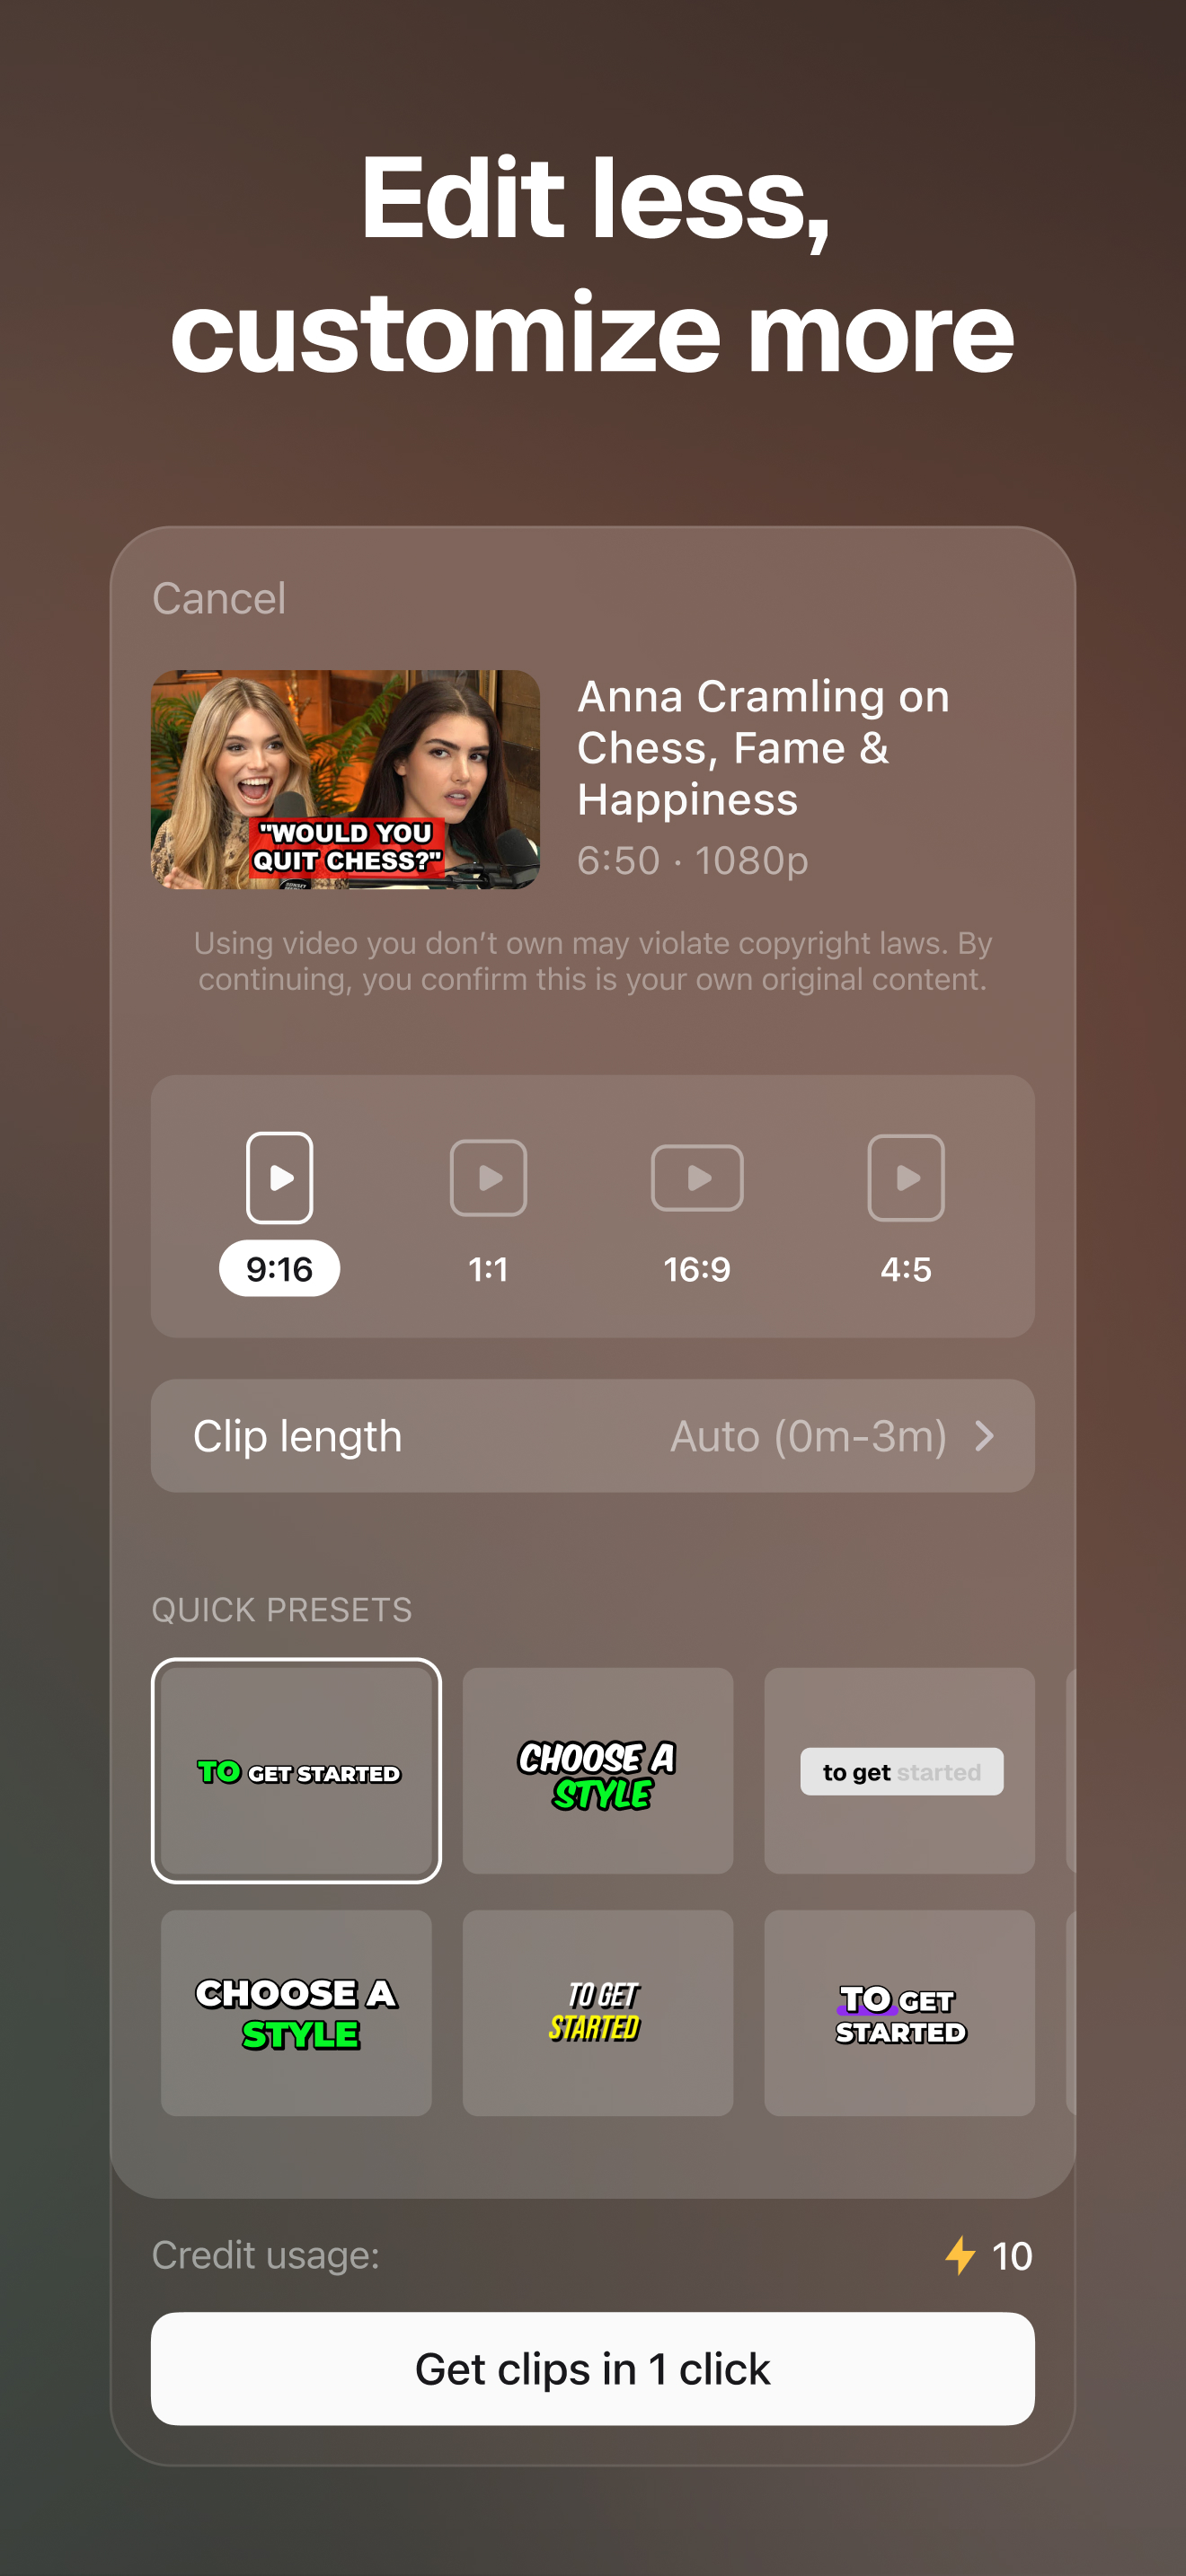 Edit less,
customize more
Cancel
"WOULD YOU
QUIT CHESS?"
Anna Cramling on
Chess, Fame &
Happiness
6:50 · 1080p
Using video you don’t own may violate copyright laws. By
continuing, you confirm this is your own original content.
9:16 1:1 16:9 4:5
Clip length Auto (0m-3m)
QUICK PRESETS
TO GET STARTED
CHOOSE A
STYLE
to get started
CHOOSE A
STYLE
TO GET
STARTED
TO GET
STARTED
Credit usage: 10
Get clips in 1 click